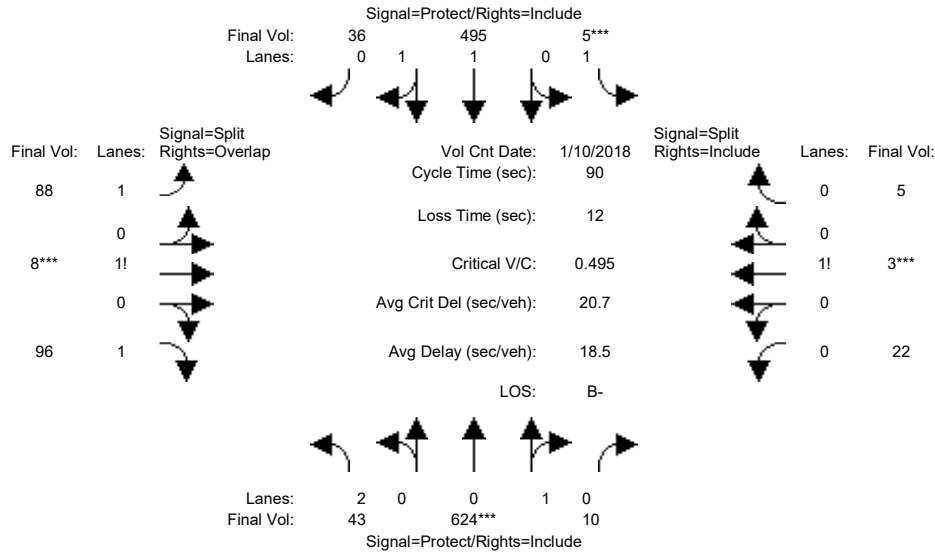 Signal=Protect/Rights=Include
Final Vol: 36 495 5***
Lanes: 0 1 1 0 1
Signal=Split
Final Vol: Lanes: Rights=Overlap
Vol Cnt Date: 1/10/2018
Signal=Split
Rights=Include Lanes: Final Vol:
Cycle Time (sec): 90
88 1
0 5
Loss Time (sec): 12
0
0
8*** 1!
Critical V/C: 0.495
1! 3***
0
Avg Crit Del (sec/veh): 20.7
0
96 1
Avg Delay (sec/veh): 18.5
0 22
LOS: B-
Lanes: 2 0 0 1 0
Final Vol: 43 624*** 10
Signal=Protect/Rights=Include